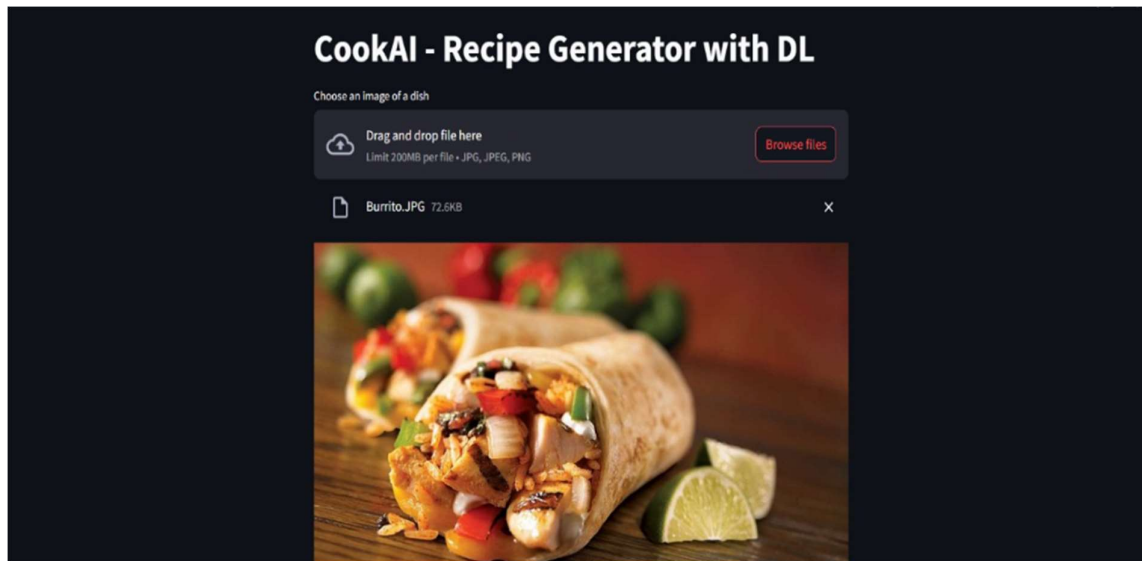 CookAI - Recipe Generator with DL
Choose an image of a dish
Drag and drop file here
Limit 200MB per file • JPG, JPEG, PNG
Browse files
Burrito.JPG 72.6KB